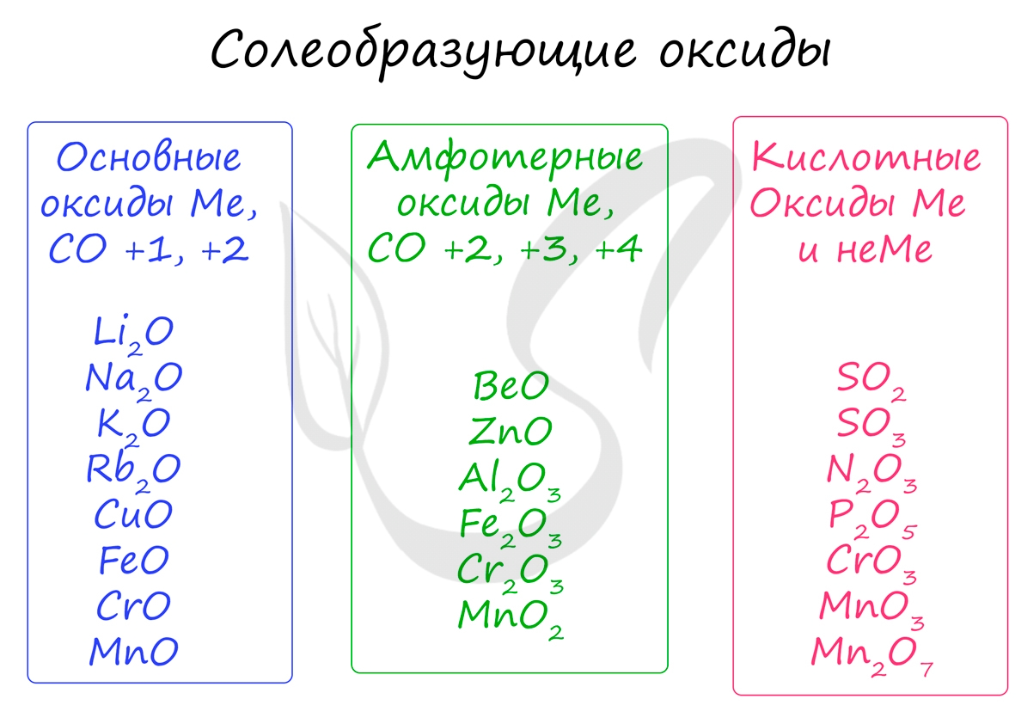 Солеобразующие оксиды
Основные
оксиды Ме,
СО +1, +2
Li₂O
Na₂O
K₂O
Rb₂O
CuO
FeO
CrO
MnO
Амфотерные
оксиды Ме,
СО +2, +3, +4
BeO
ZnO
Al₂O₃
Fe₂O₃
Cr₂O₃
MnO₂
Кислотные
Оксиды Ме
и неМе
SO₂
SO₃
N₂O₃
P₂O₅
CrO₃
MnO₃
Mn₂O₇